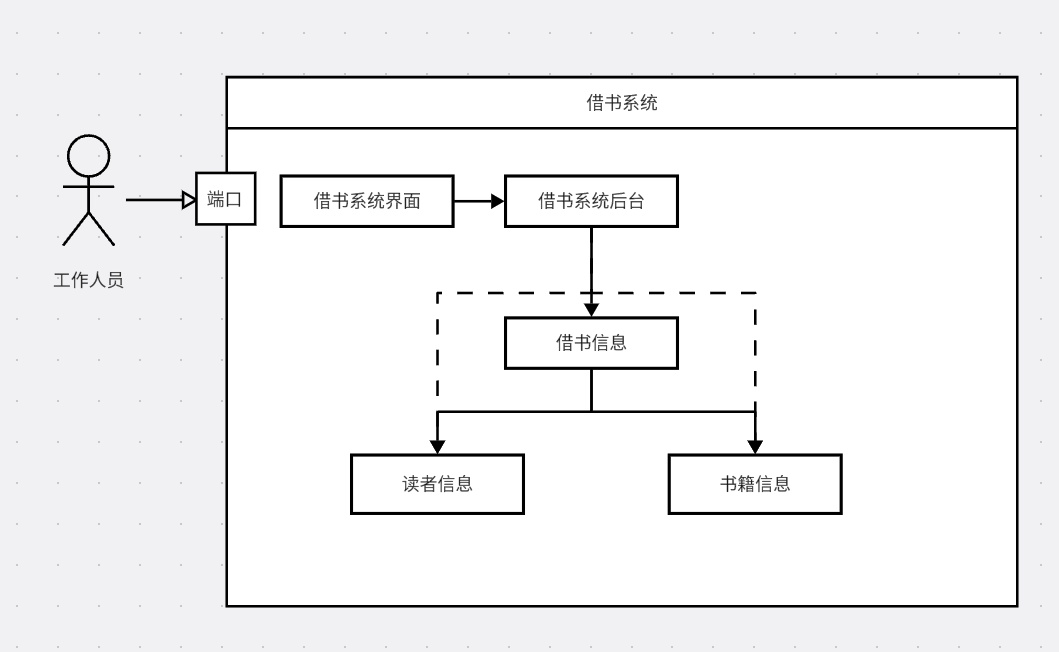 借书系统
端口
借书系统界面
借书系统后台
工作人员
借书信息
读者信息
书籍信息